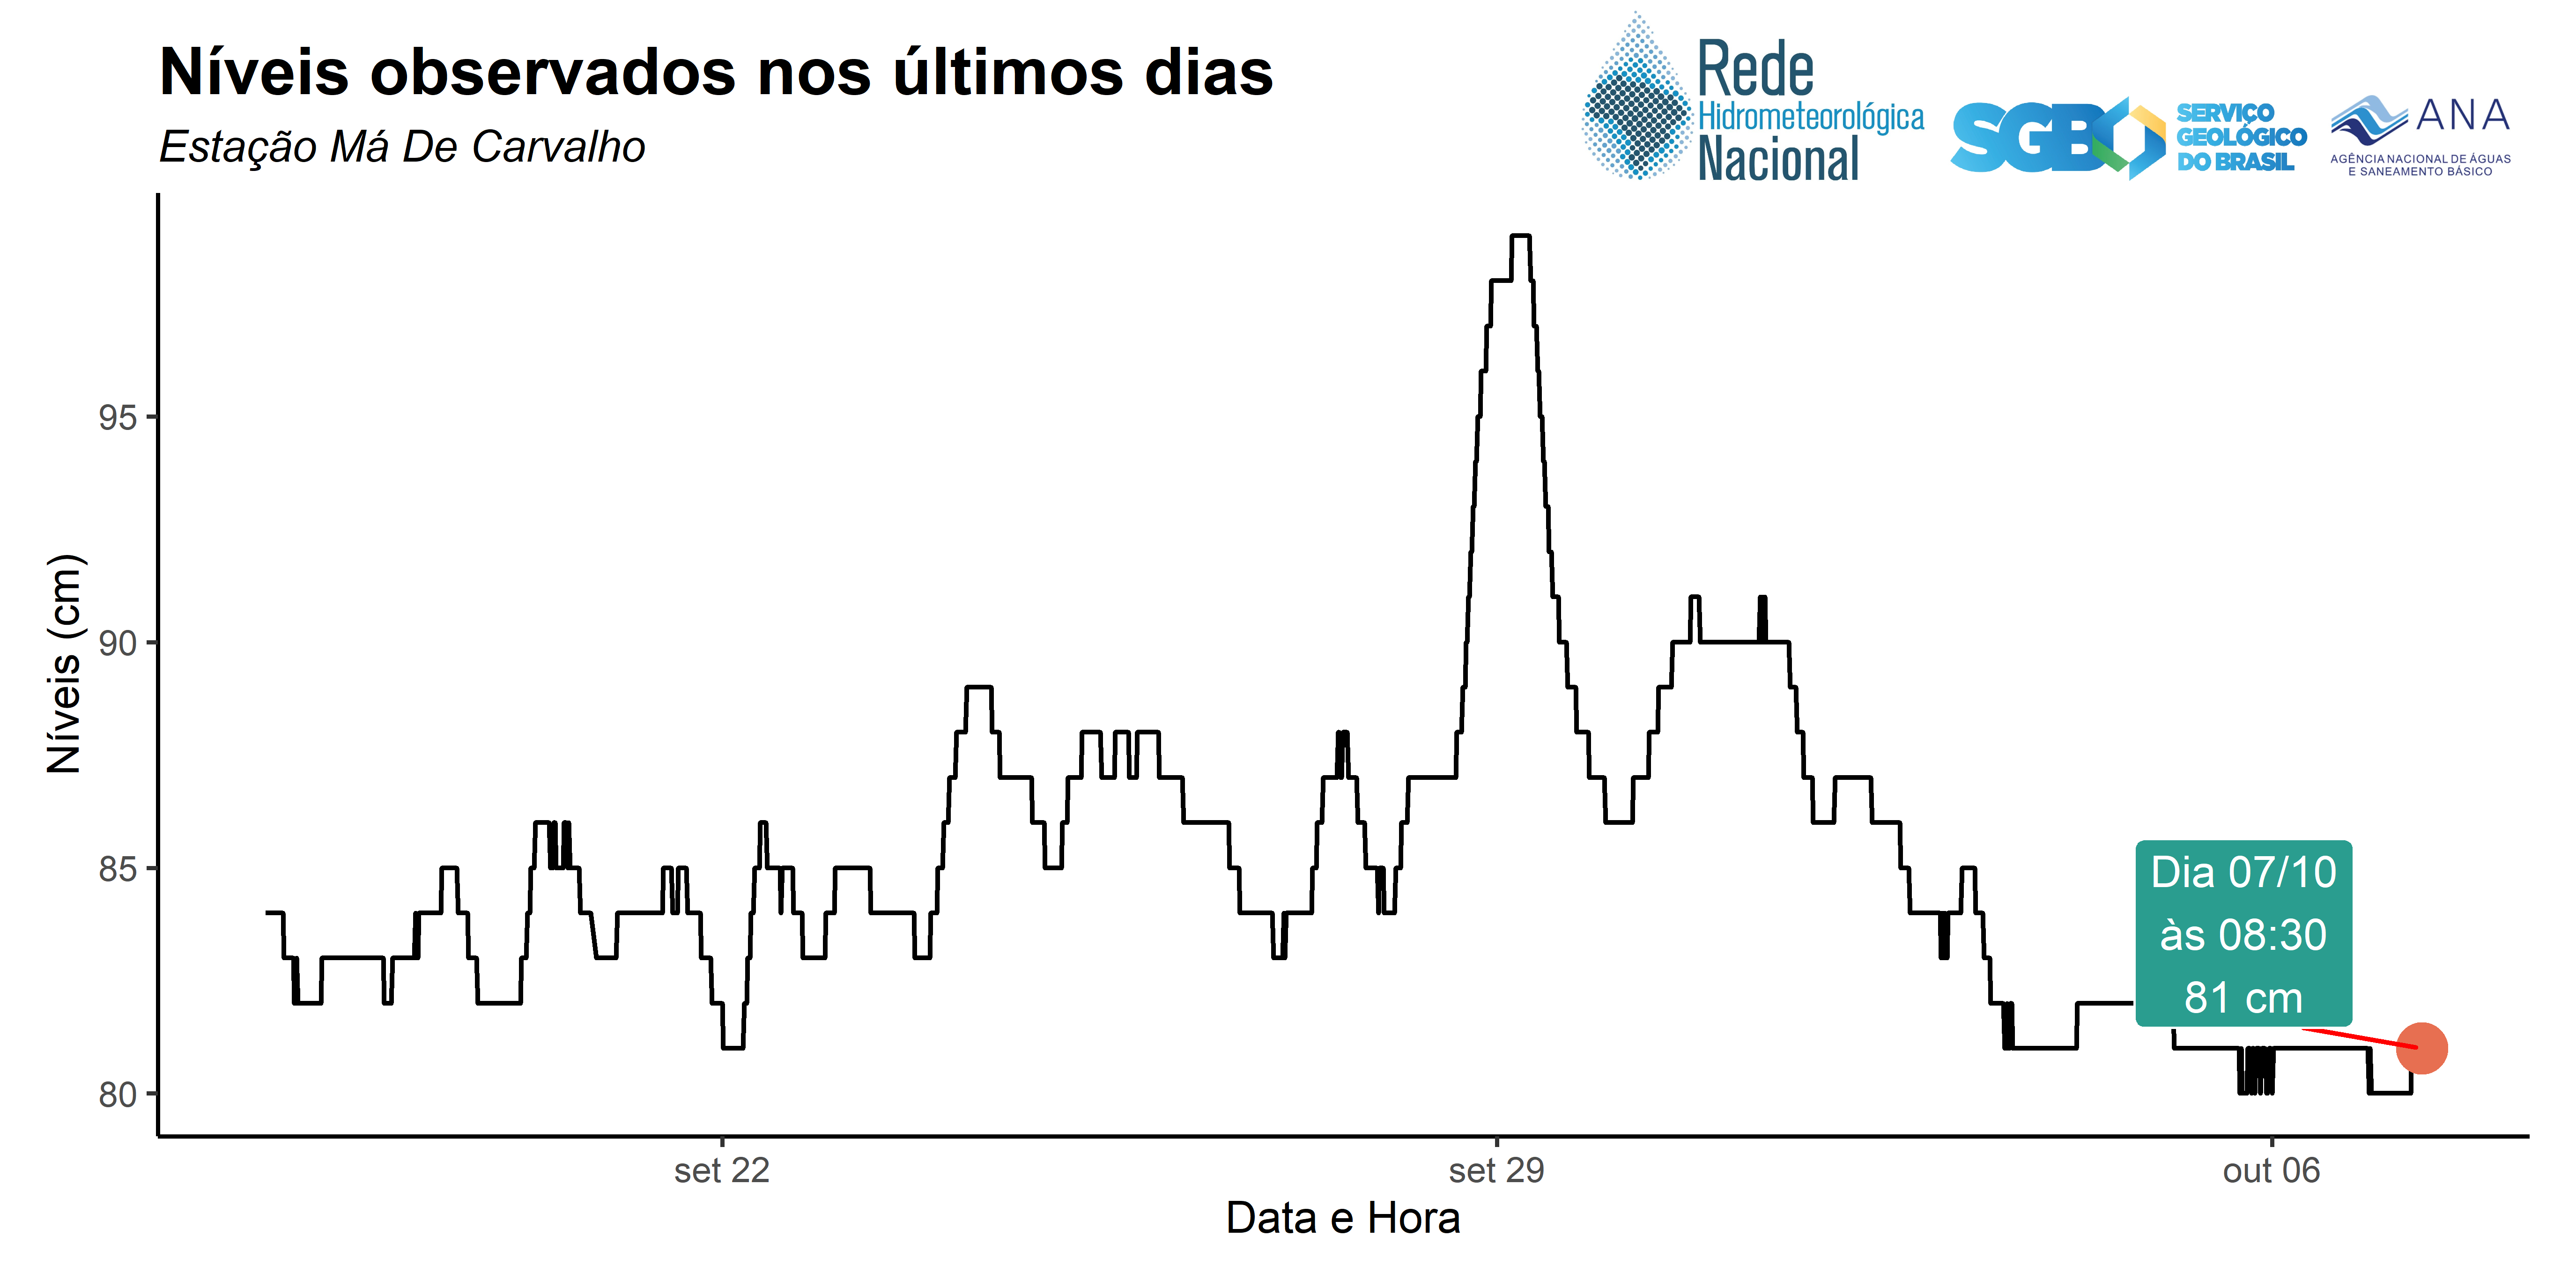 Níveis observados nos últimos dias
Estação Má De Carvalho
Rede
Hidrometeorológica
Nacional
SGB
SERVIÇO
GEOLÓGICO
DO BRASIL
ANA
AGÊNCIA NACIONAL DE ÁGUAS
E SANEAMENTO BÁSICO
Níveis (cm)
95
90
85
80
Dia 07/10
às 08:30
81 cm
set 22
set 29
out 06
Data e Hora